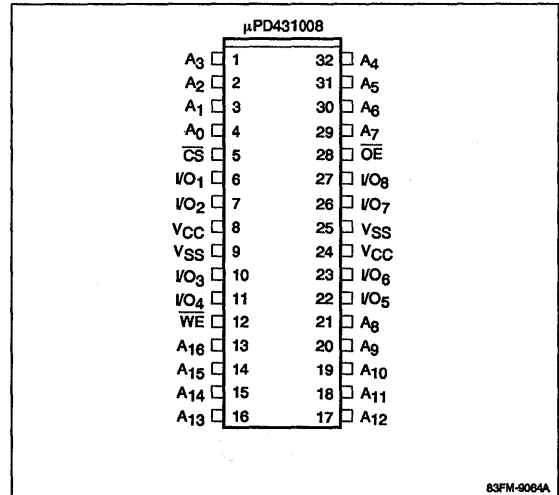 μPD431008
A3 1 32 A4
A2 2 31 A5
A1 3 30 A6
A0 4 29 A7
C̅S̅ 5 28 O̅E̅
I/O1 6 27 I/O8
I/O2 7 26 I/O7
VCC 8 25 VSS
VSS 9 24 VCC
I/O3 10 23 I/O6
I/O4 11 22 I/O5
W̅E̅ 12 21 A8
A16 13 20 A9
A15 14 19 A10
A14 15 18 A11
A13 16 17 A12
83FM-9064A